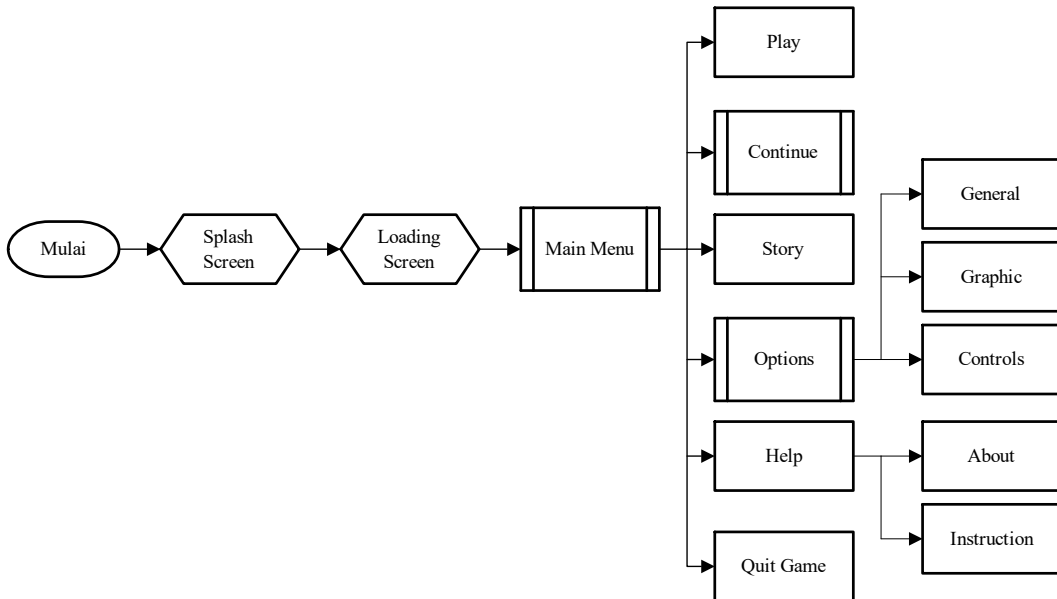 Mulai
Splash
Screen
Loading
Screen
Main Menu
Play
Continue
Story
Options
Help
Quit Game
General
Graphic
Controls
About
Instruction